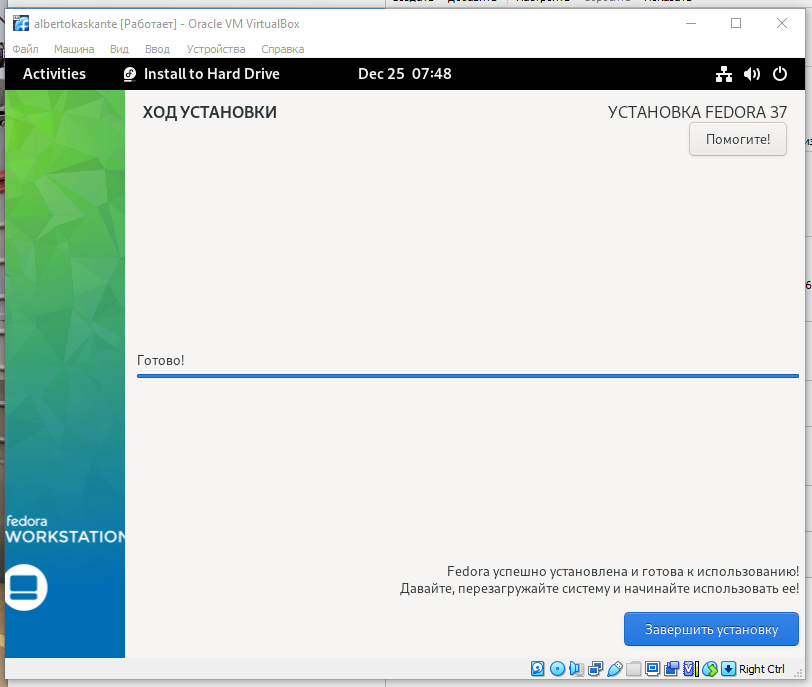 albertokaskante [Работает] - Oracle VM VirtualBox
Файл Машина Вид Ввод Устройства Справка
Activities Install to Hard Drive Dec 25 07:48
ХОД УСТАНОВКИ УСТАНОВКА FEDORA 37
Помогите!
Готово!
fedora
WORKSTATION
Fedora успешно установлена и готова к использованию!
Давайте, перезагружайте систему и начинайте использовать ее!
Завершить установку
Right Ctrl